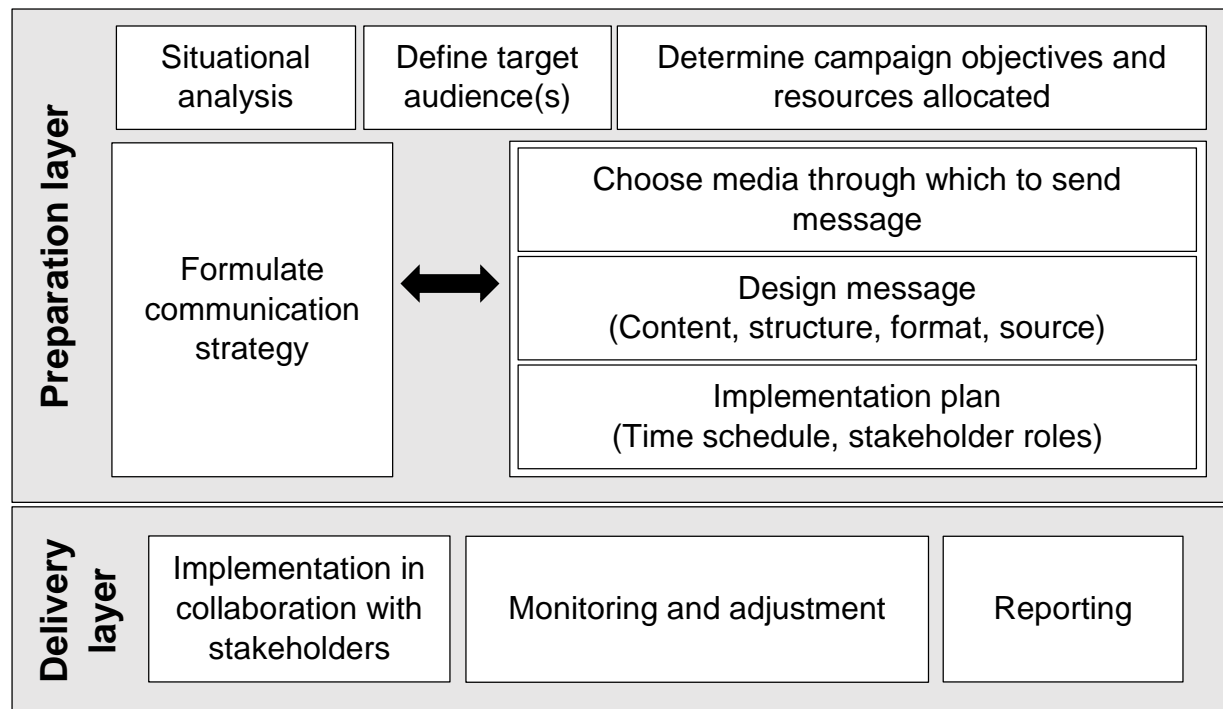 Preparation layer
Situational
analysis
Define target
audience(s)
Determine campaign objectives and
resources allocated
Formulate
communication
strategy
Choose media through which to send
message
Design message
(Content, structure, format, source)
Implementation plan
(Time schedule, stakeholder roles)
Delivery
layer
Implementation in
collaboration with
stakeholders
Monitoring and adjustment
Reporting